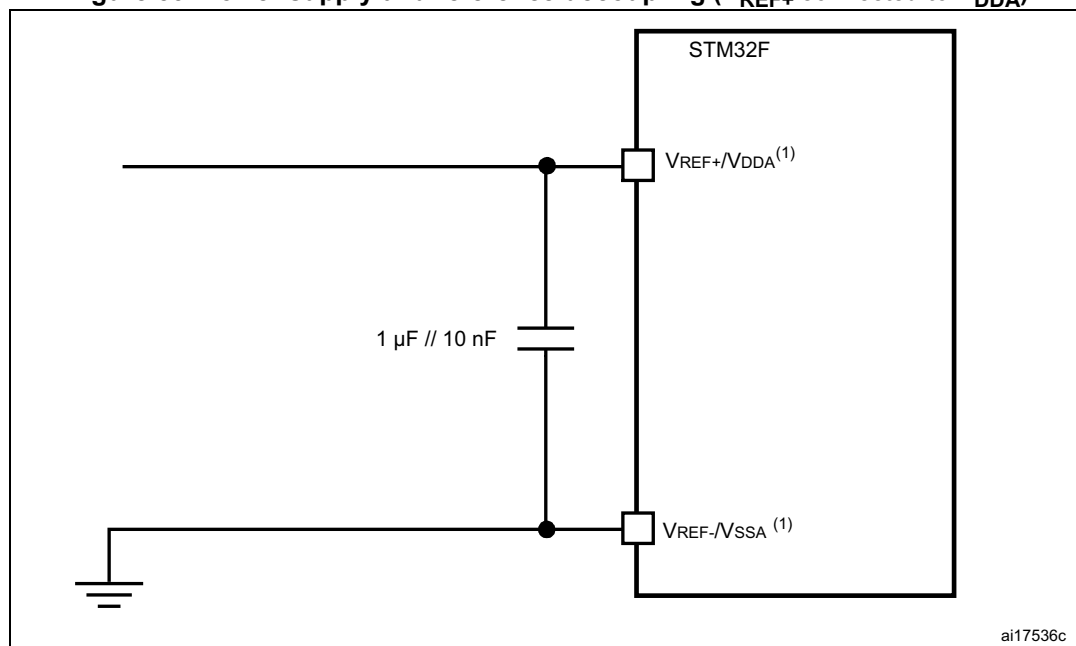 STM32F
VREF+/VDDA(1)
1 µF // 10 nF
VREF-/VSSA (1)
ai17536c